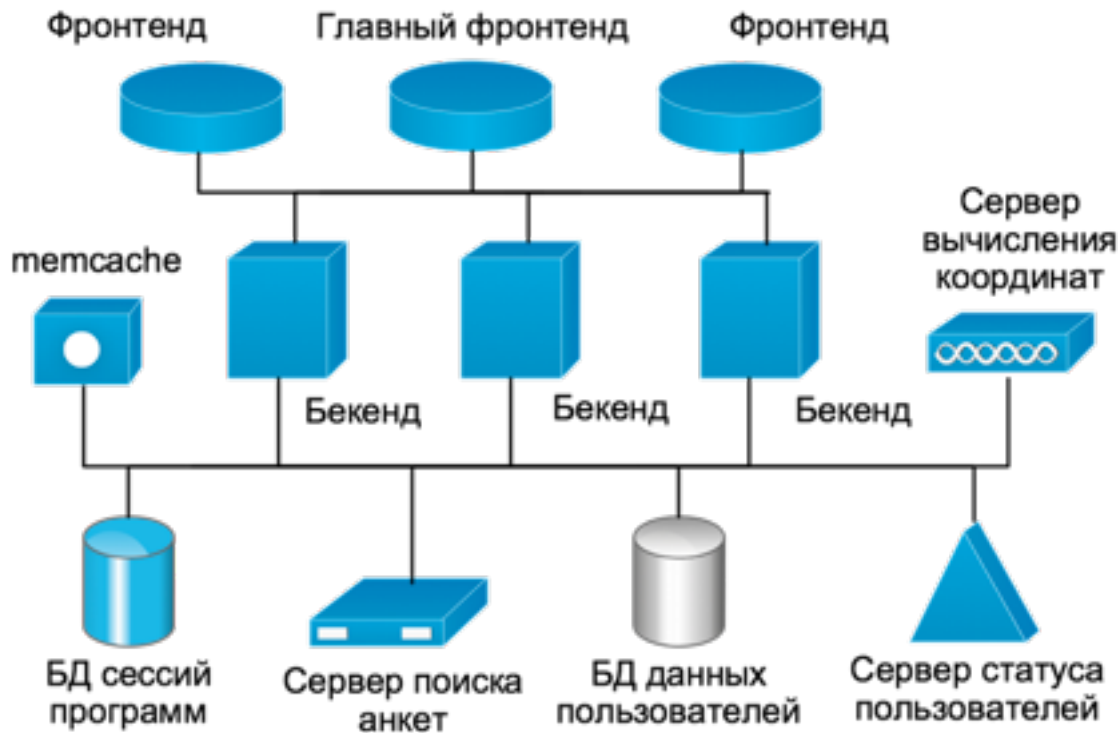 Фронтенд
Главный фронтенд
Фронтенд
memcache
Сервер
вычисления
координат
Бекенд
Бекенд
Бекенд
БД сессий
программ
Сервер поиска
анкет
БД данных
пользователей
Сервер статуса
пользователей